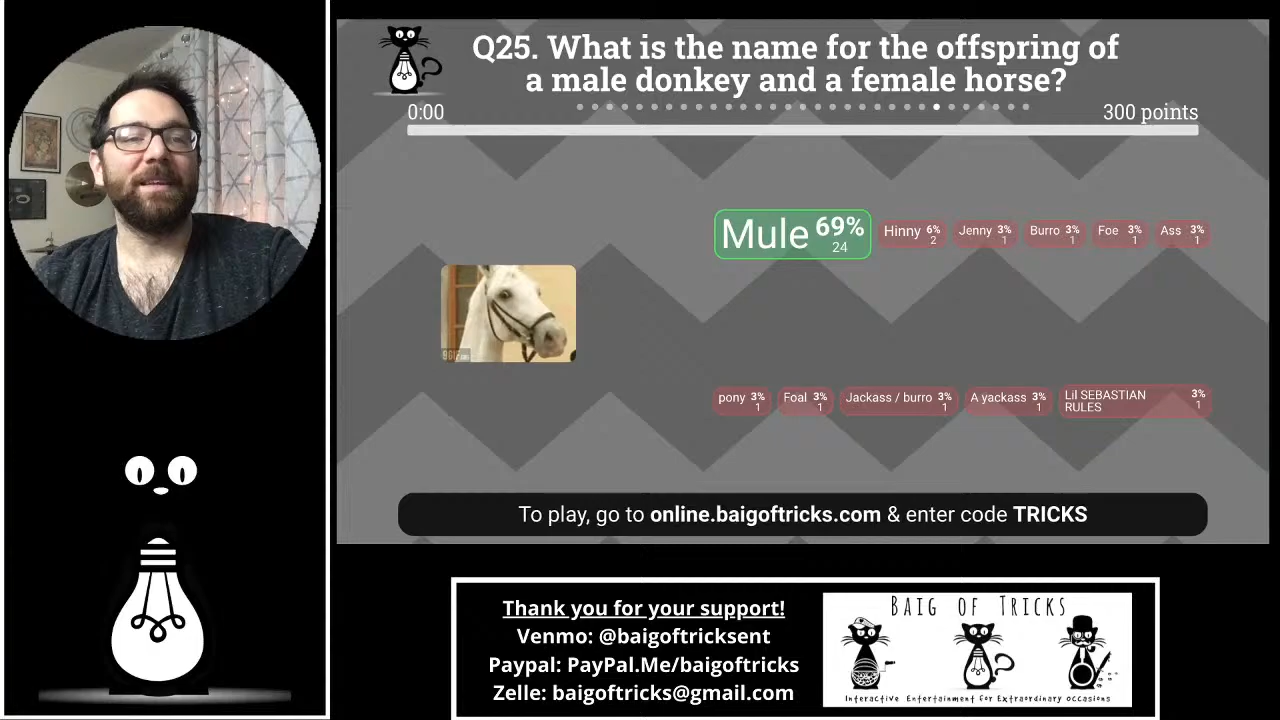 Q25. What is the name for the offspring of
a male donkey and a female horse?
0:00
300 points
Mule 69% 24
Hinny 6% 2
Jenny 3% 1
Burro 3% 1
Foe 3% 1
Ass 3% 1
pony 3% 1
Foal 3% 1
Jackass / burro 3% 1
A yackass 3% 1
Lil SEBASTIAN 3%
RULES 1
To play, go to online.baigoftricks.com & enter code TRICKS
Thank you for your support!
Venmo: @baigoftricksent
Paypal: PayPal.Me/baigoftricks
Zelle: baigoftricks@gmail.com
BAIG OF TRICKS
Interactive Entertainment for Extraordinary occasions